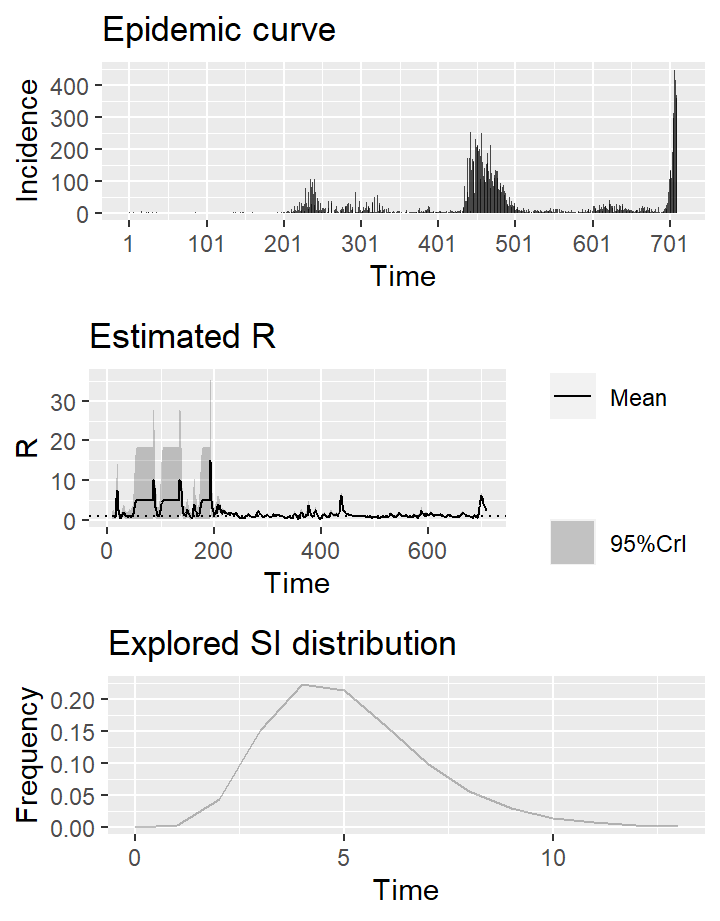 Epidemic curve
Incidence
400
300
200
100
0
1 101 201 301 401 501 601 701
Time
Estimated R
R
30
20
10
0
0 200 400 600
Time
Mean
95%CrI
Explored SI distribution
Frequency
0.20
0.15
0.10
0.05
0.00
0 5 10
Time